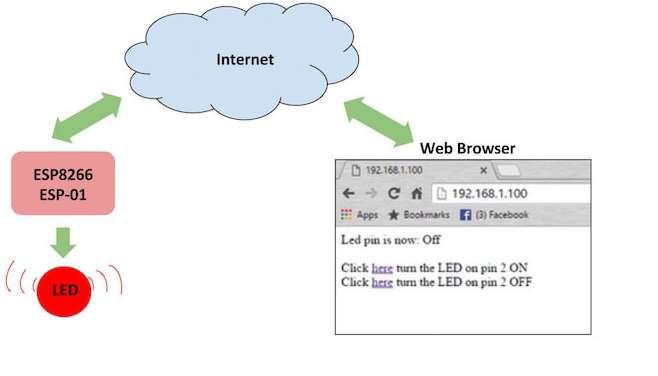 Internet
Web Browser
ESP8266
ESP-01
LED
192.168.1.100
192.168.1.100
Apps Bookmarks (3) Facebook
Led pin is now: Off
Click here turn the LED on pin 2 ON
Click here turn the LED on pin 2 OFF